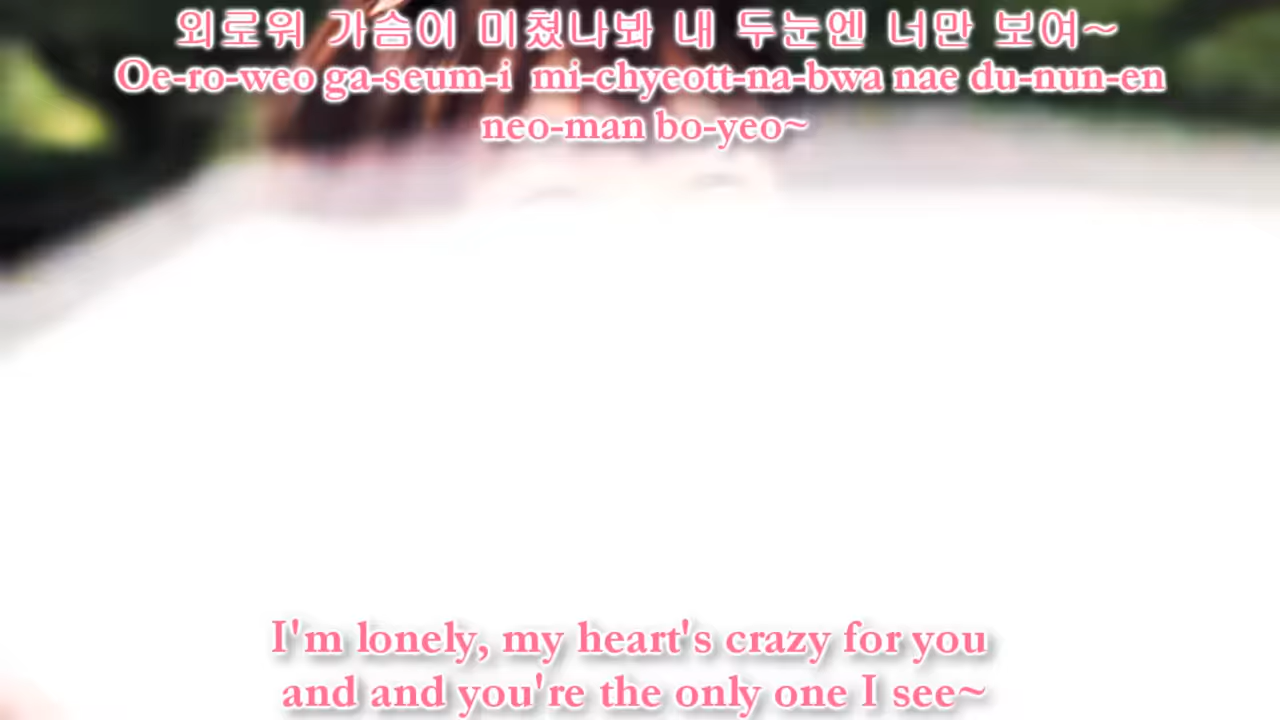 외로워 가슴이 미쳤나봐 내 두눈엔 너만 보여~
Oe-ro-weo ga-seum-i mi-chyeott-na-bwa nae du-nun-en
neo-man bo-yeo~
I'm lonely, my heart's crazy for you
and and you're the only one I see~